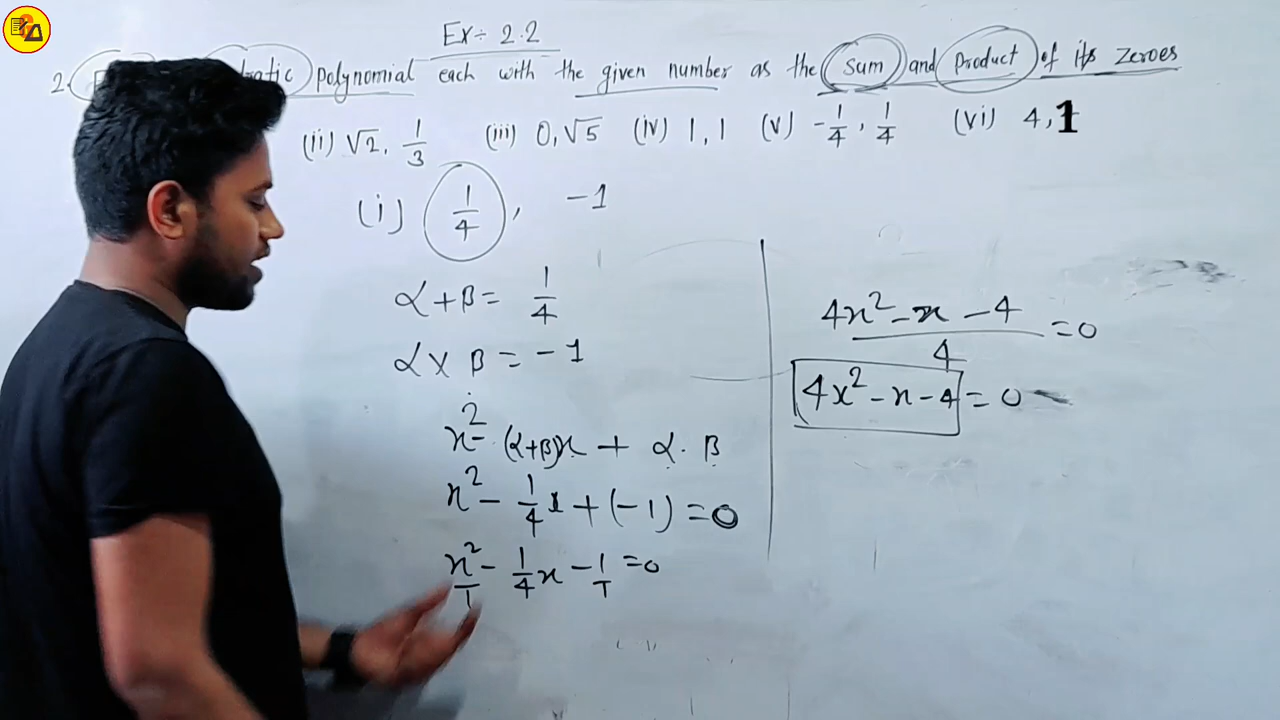 Ex÷ 2.2
2. polynomial each with the given number as the sum and product of its zeroes
(ii) √2, 1/3 (iii) 0, √5 (iv) 1, 1 (v) -1/4, 1/4 (vi) 4, 1
(i) 1/4, -1
α + β = 1/4
α × β = -1
x² - (α+β)x + α · β
x² - 1/4 x + (-1) = 0
x²/1 - 1/4 x - 1/1 = 0
4x² - x - 4 / 4 = 0
4x² - x - 4 = 0